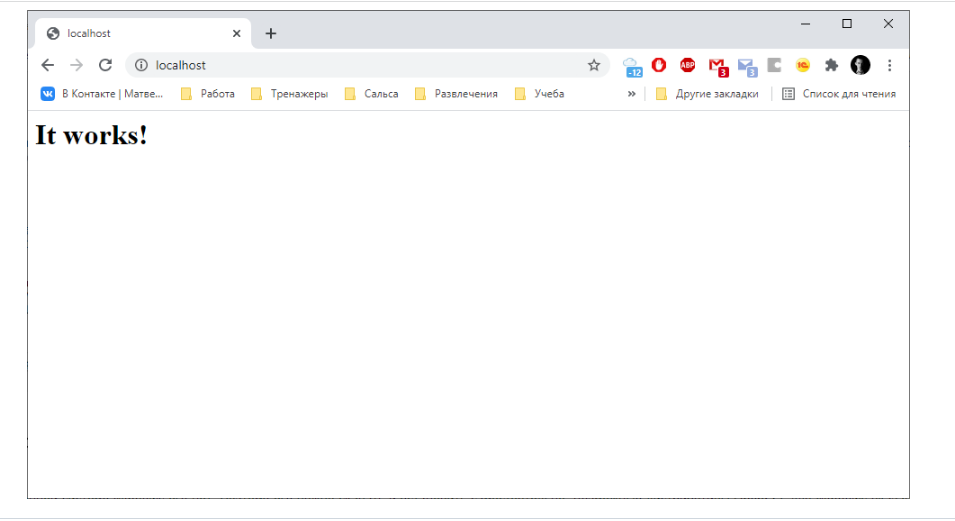 localhost
localhost
-12 ABP 3 3 1С
В Контакте | Матве... Работа Тренажеры Сальса Развлечения Учеба » Другие закладки Список для чтения
It works!